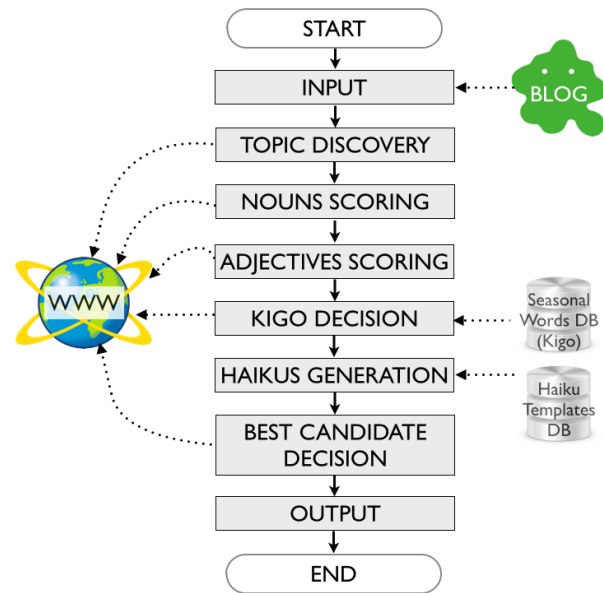 START
INPUT
BLOG
TOPIC DISCOVERY
NOUNS SCORING
ADJECTIVES SCORING
WWW
KIGO DECISION
Seasonal
Words DB
(Kigo)
HAIKUS GENERATION
Haiku
Templates
DB
BEST CANDIDATE
DECISION
OUTPUT
END